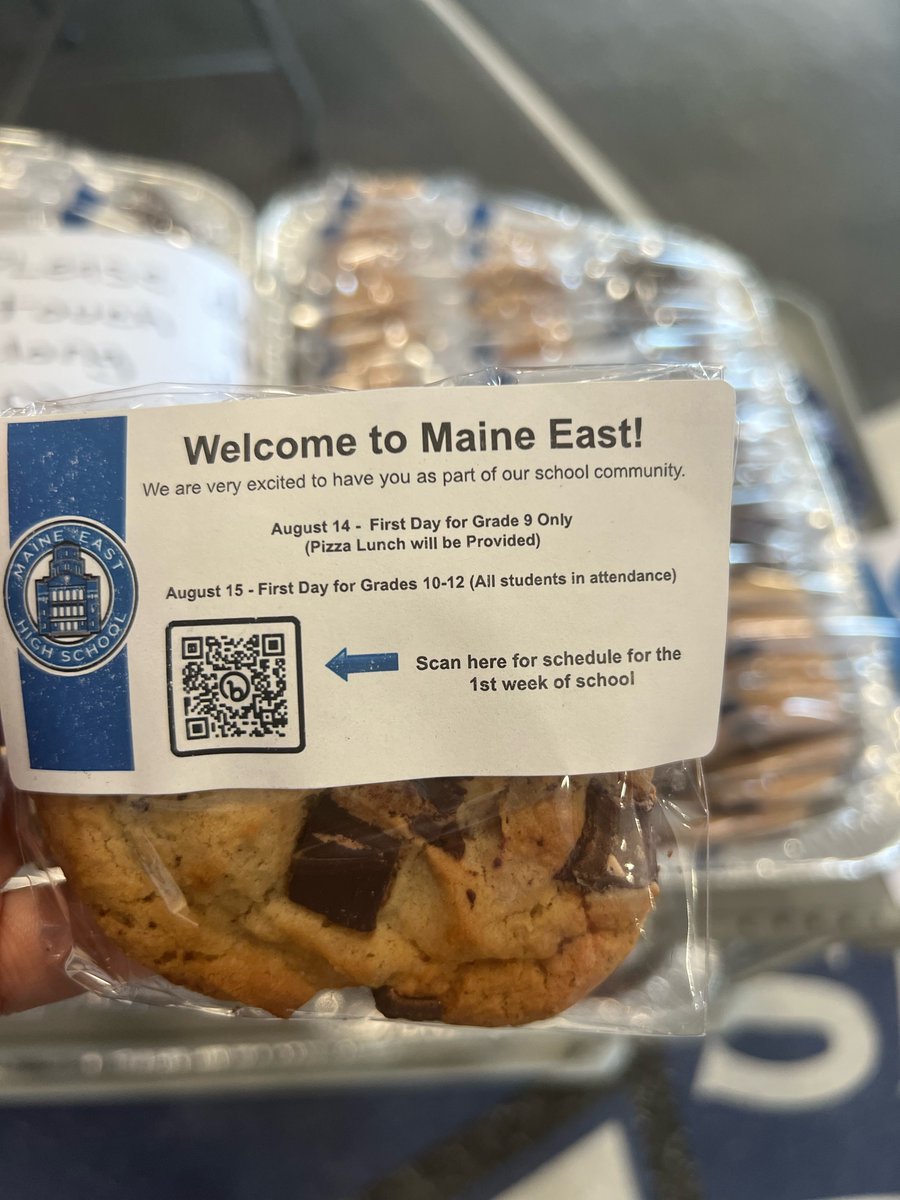 Welcome to Maine East!
We are very excited to have you as part of our school community.
August 14 - First Day for Grade 9 Only
(Pizza Lunch will be Provided)
August 15 - First Day for Grades 10-12 (All students in attendance)
MAINE EAST
HIGH SCHOOL
Scan here for schedule for the
1st week of school